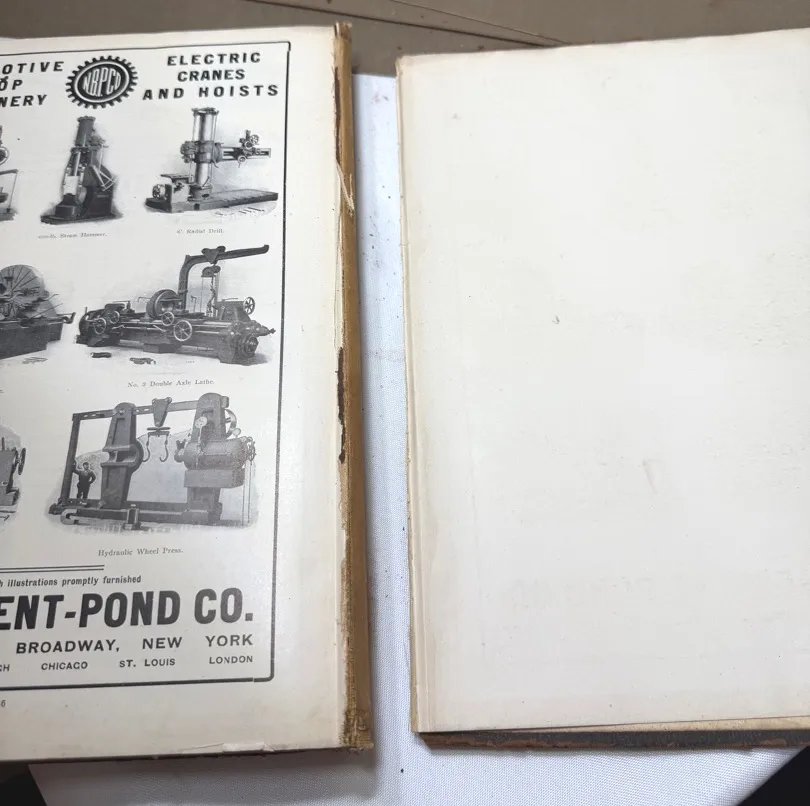 OTIVE
OP
NERY
NBPCO
ELECTRIC
CRANES
AND HOISTS
Steam Hammer.
6' Radial Drill.
No. 2 Double Axle Lathe.
Hydraulic Wheel Press.
h illustrations promptly furnished
ENT-POND CO.
BROADWAY, NEW YORK
CH CHICAGO ST. LOUIS LONDON
6